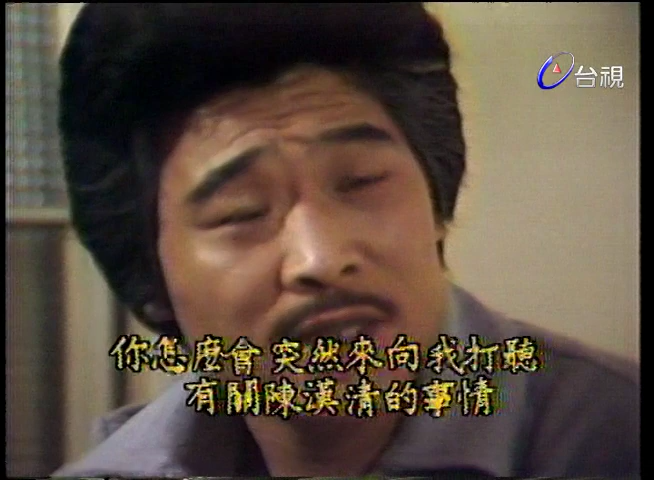 台視
你怎麼會突然來向我打聽
有關陳漢清的事情